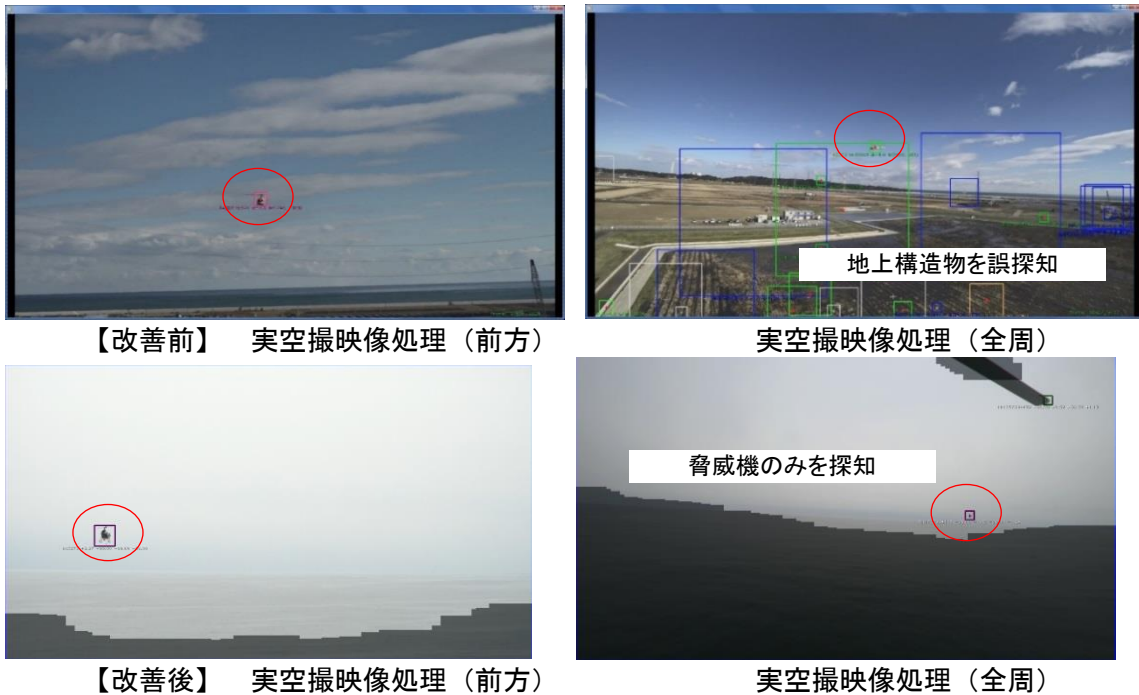 地上構造物を誤探知
【改善前】　実空撮映像処理（前方）
実空撮映像処理（全周）
脅威機のみを探知
【改善後】　実空撮映像処理（前方）
実空撮映像処理（全周）